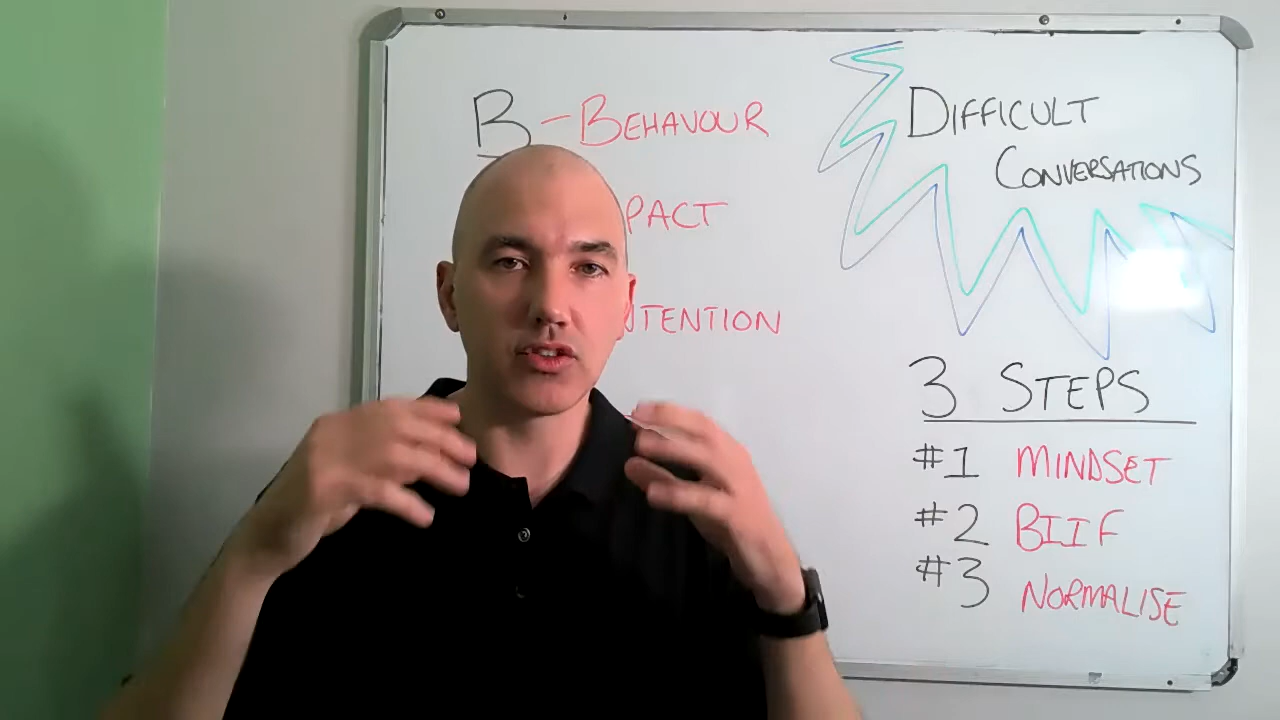 B - BEHAVOUR
PACT
NTENTION
DIFFICULT
CONVERSATIONS
3 STEPS
#1 MINDSET
#2 BIIF
#3 NORMALISE